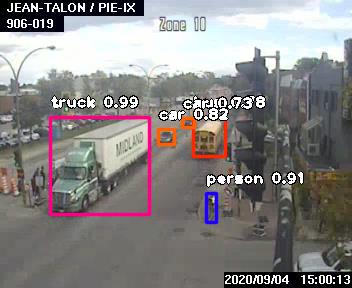 JEAN-TALON / PIE-IX
906-019
Zone 10
truck 0.99
car 0.73
car 0.82
MIDLAND
person 0.91
2020/09/04 15:00:13